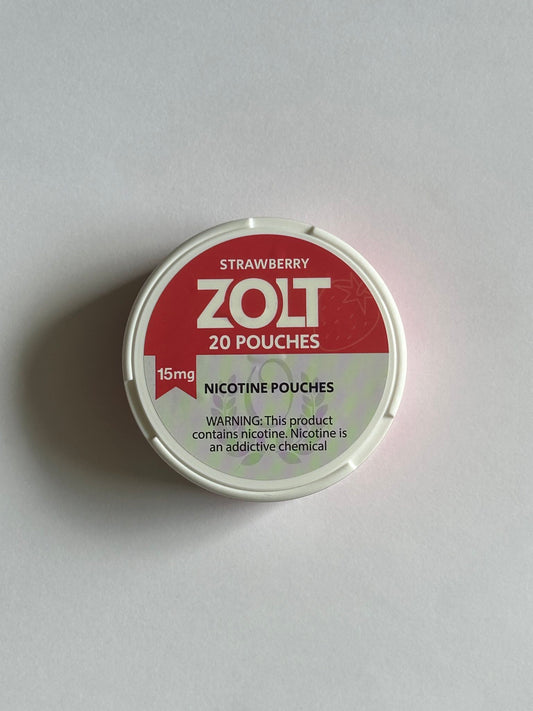 STRAWBERRY
ZOLT
20 POUCHES
15mg
NICOTINE POUCHES
WARNING: This product
contains nicotine. Nicotine is
an addictive chemical